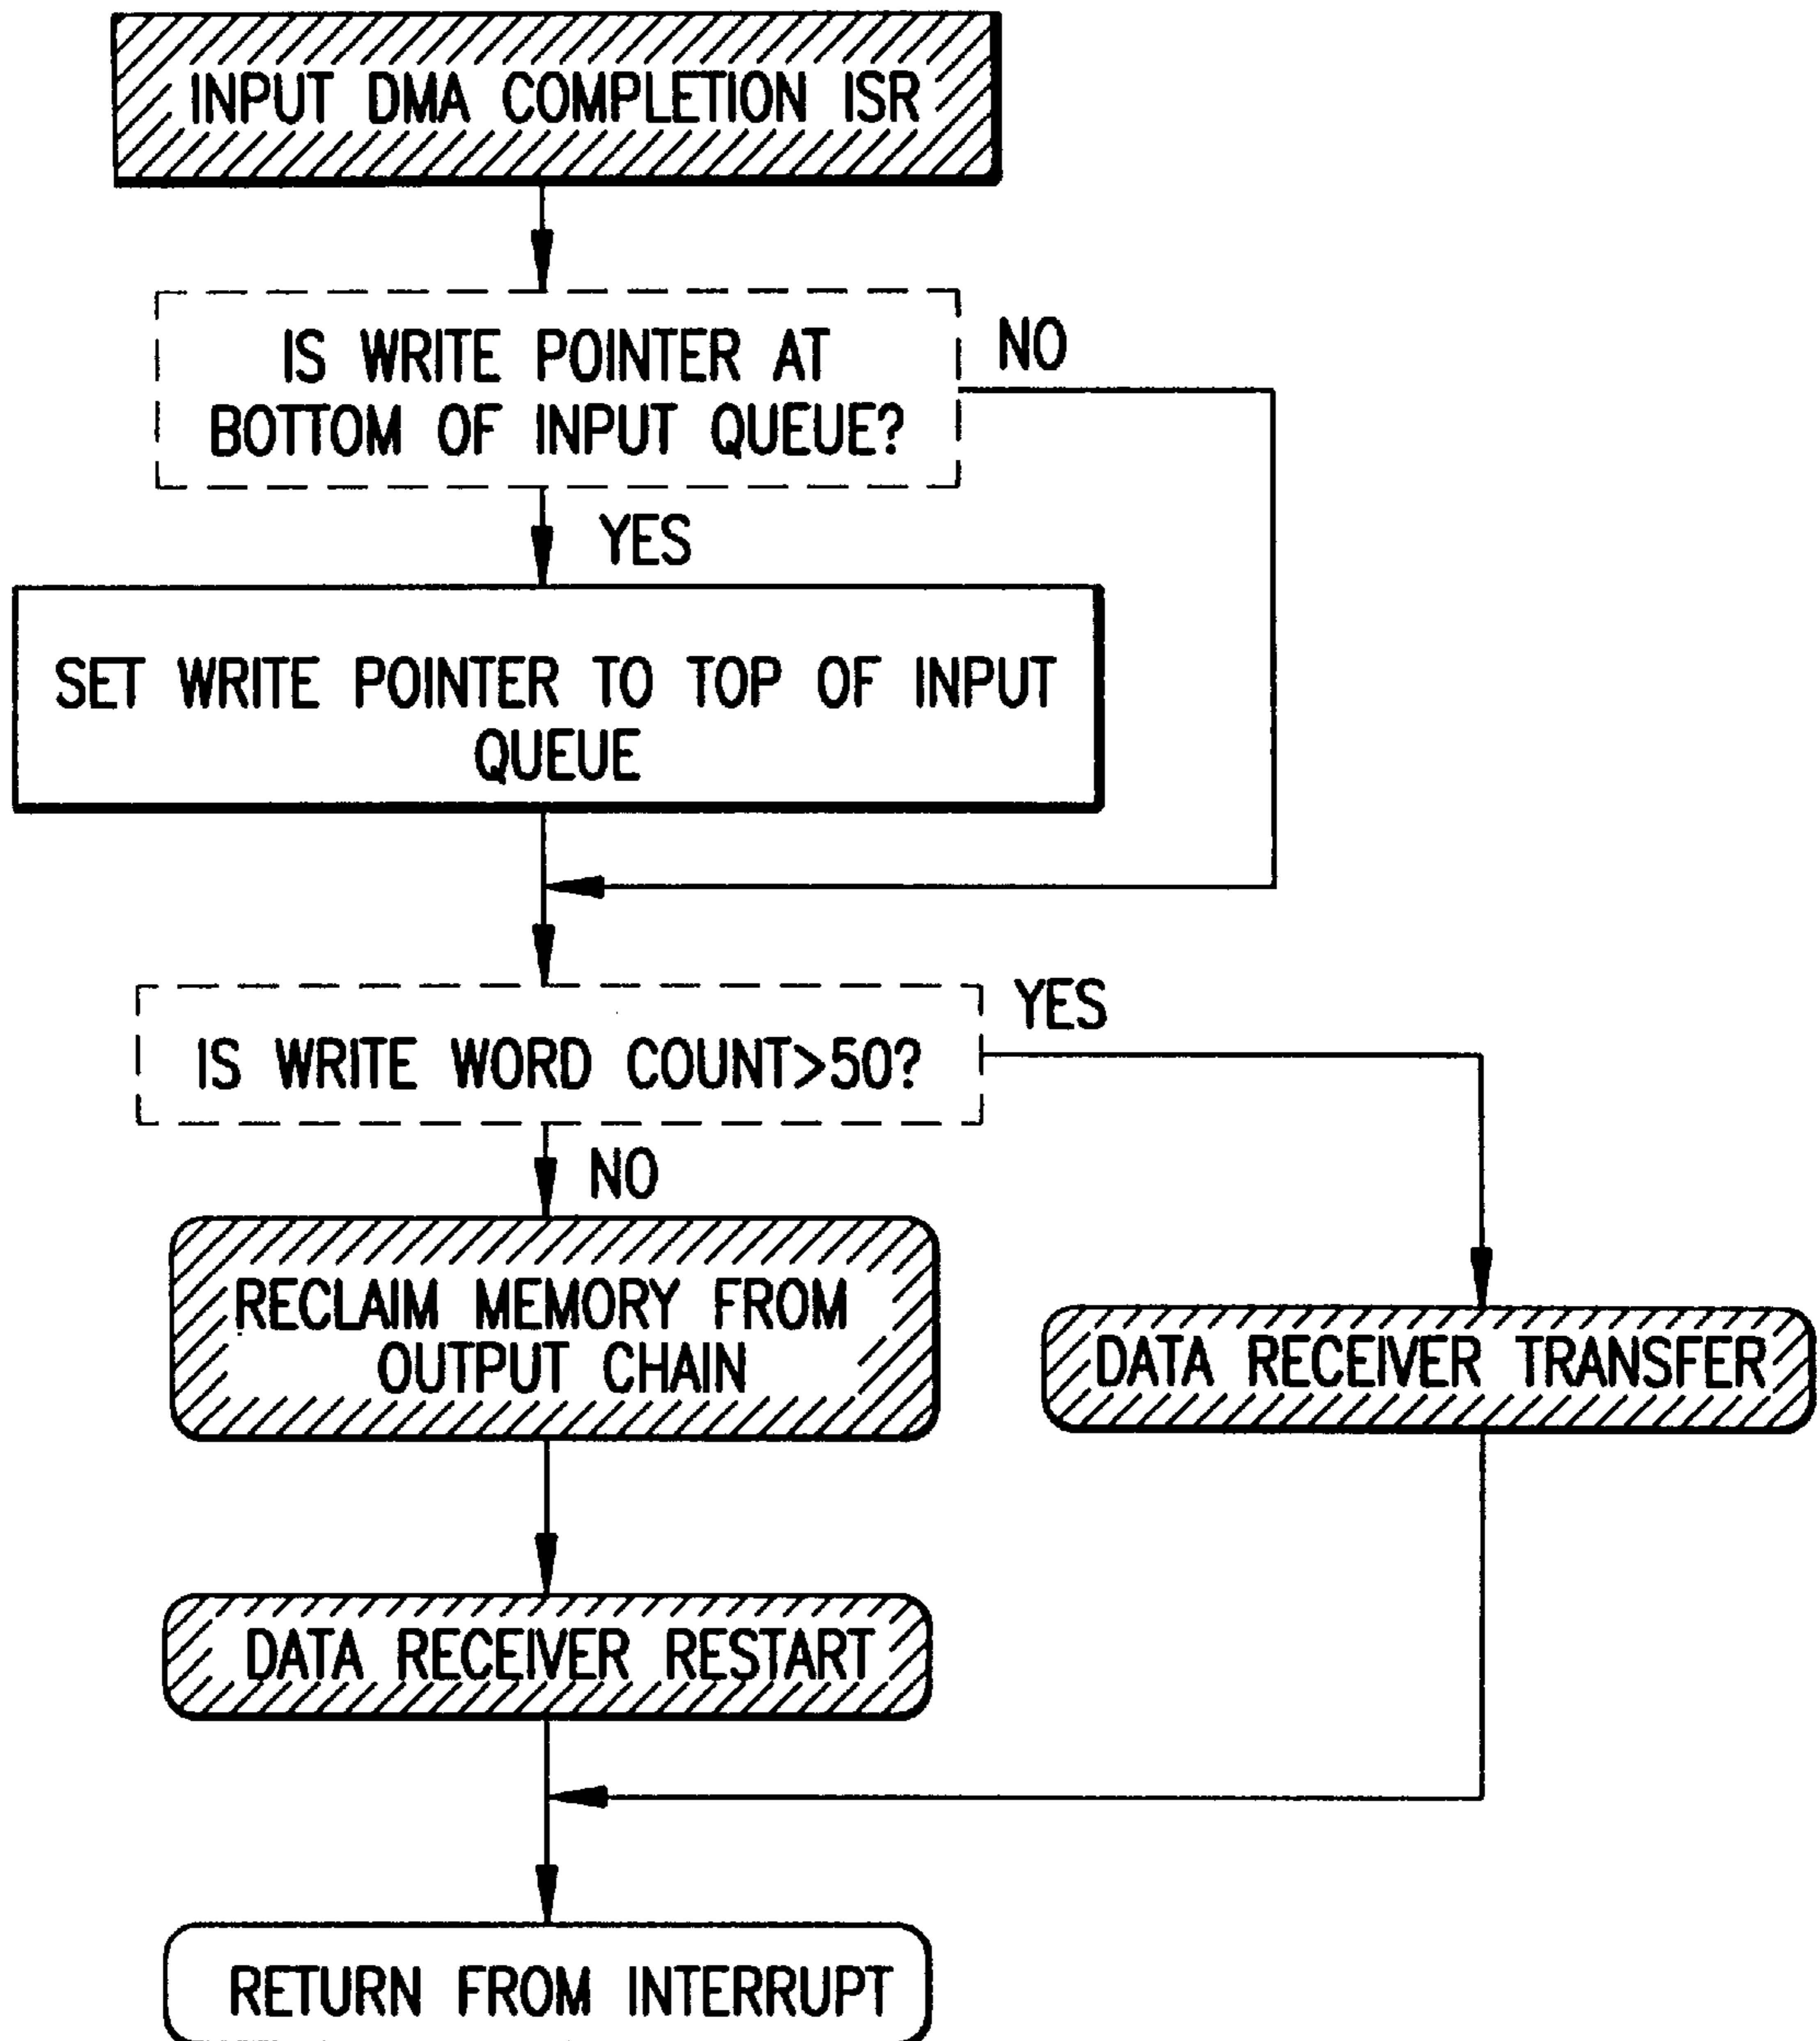 INPUT DMA COMPLETION ISR
IS WRITE POINTER AT
BOTTOM OF INPUT QUEUE?
NO
YES
SET WRITE POINTER TO TOP OF INPUT
QUEUE
IS WRITE WORD COUNT>50?
YES
NO
RECLAIM MEMORY FROM
OUTPUT CHAIN
DATA RECEIVER TRANSFER
DATA RECEIVER RESTART
RETURN FROM INTERRUPT